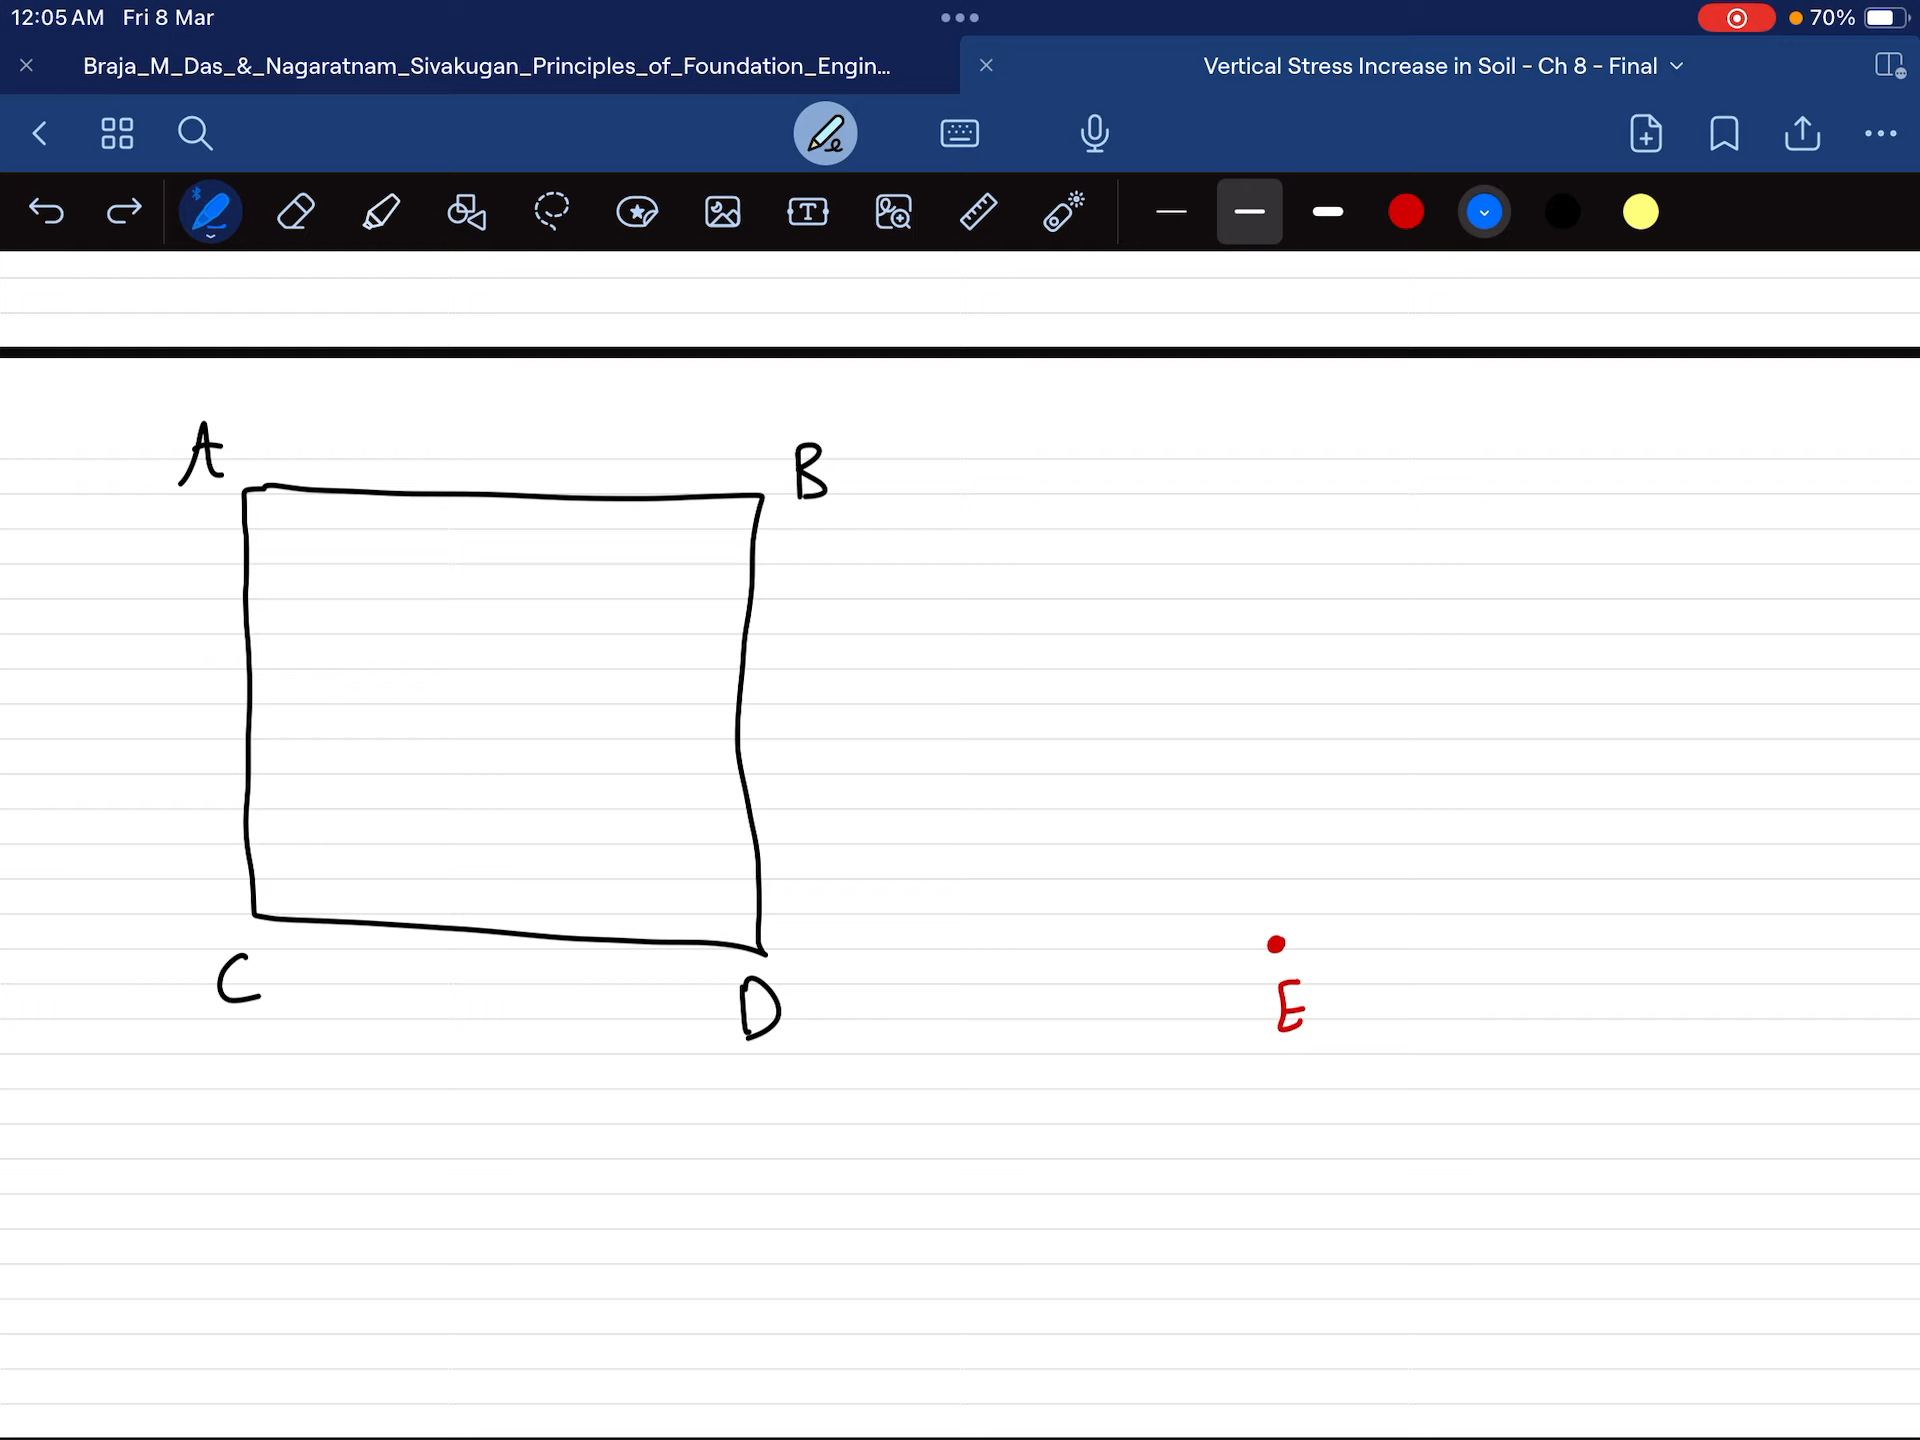 12:05 AM Fri 8 Mar
70%
Braja_M_Das_&_Nagaratnam_Sivakugan_Principles_of_Foundation_Engin...
Vertical Stress Increase in Soil - Ch 8 - Final
A
B
C
D
E